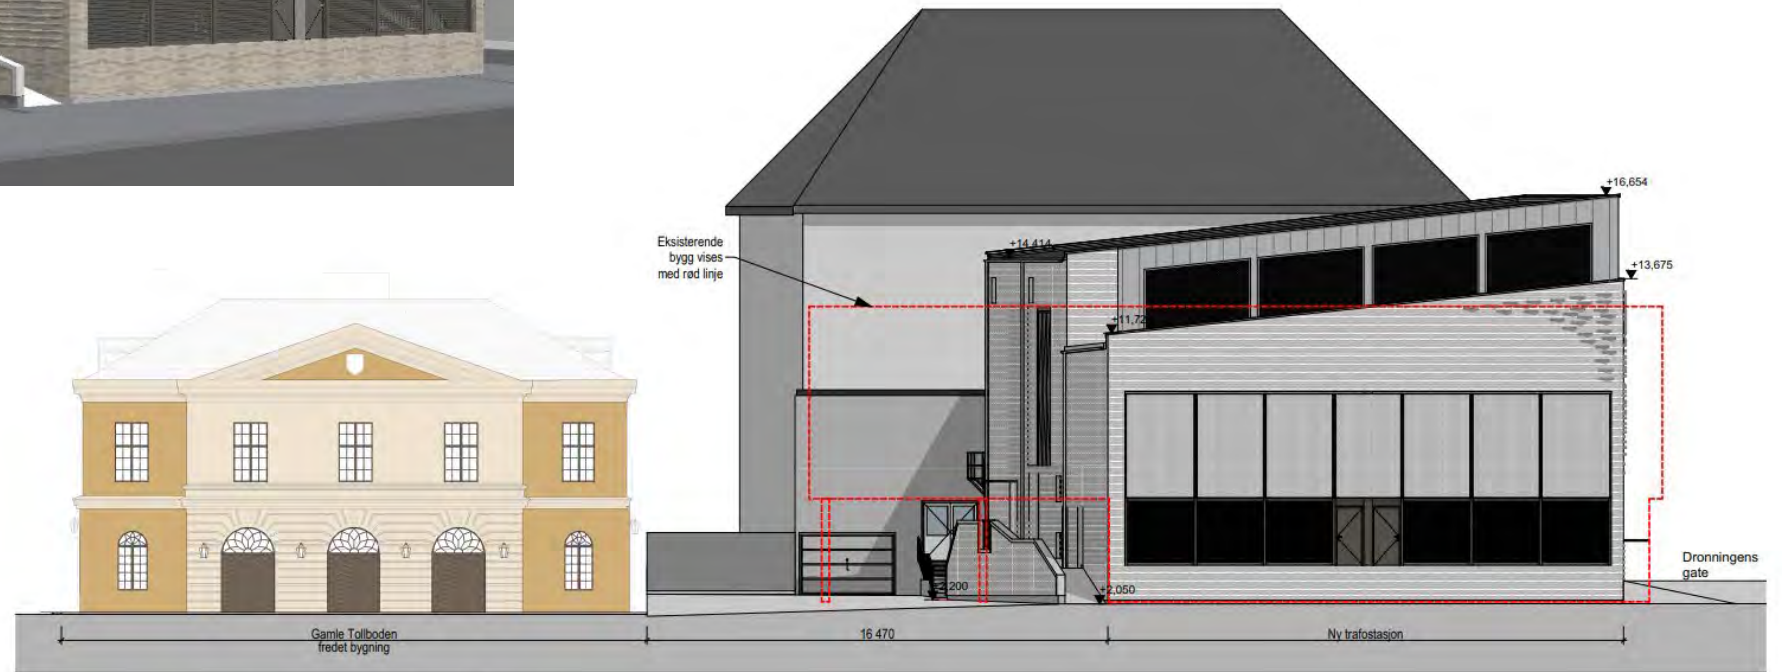 +16,654
Eksisterende
bygg vises
med rød linje
+14,414
+13,675
+11,72
Dronningens
gate
+2,200
+2,050
Gamle Tollboden
fredet bygning
16 470
Ny trafostasjon